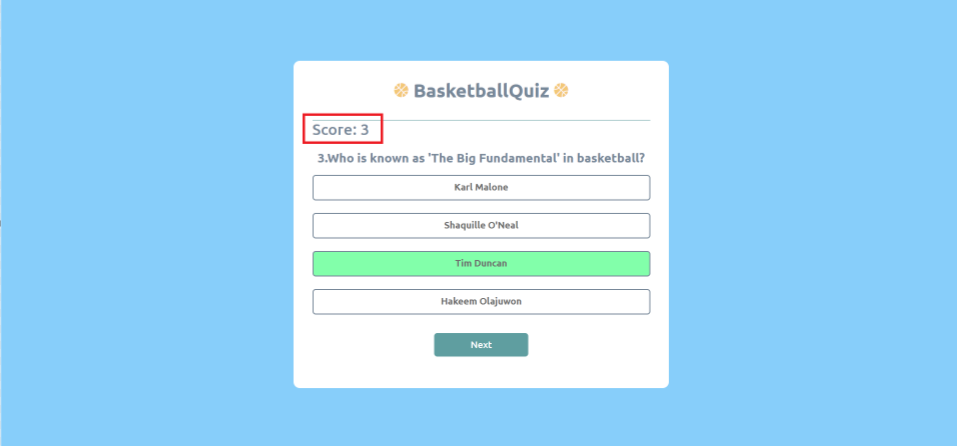 BasketballQuiz
Score: 3
3.Who is known as 'The Big Fundamental' in basketball?
Karl Malone
Shaquille O'Neal
Tim Duncan
Hakeem Olajuwon
Next